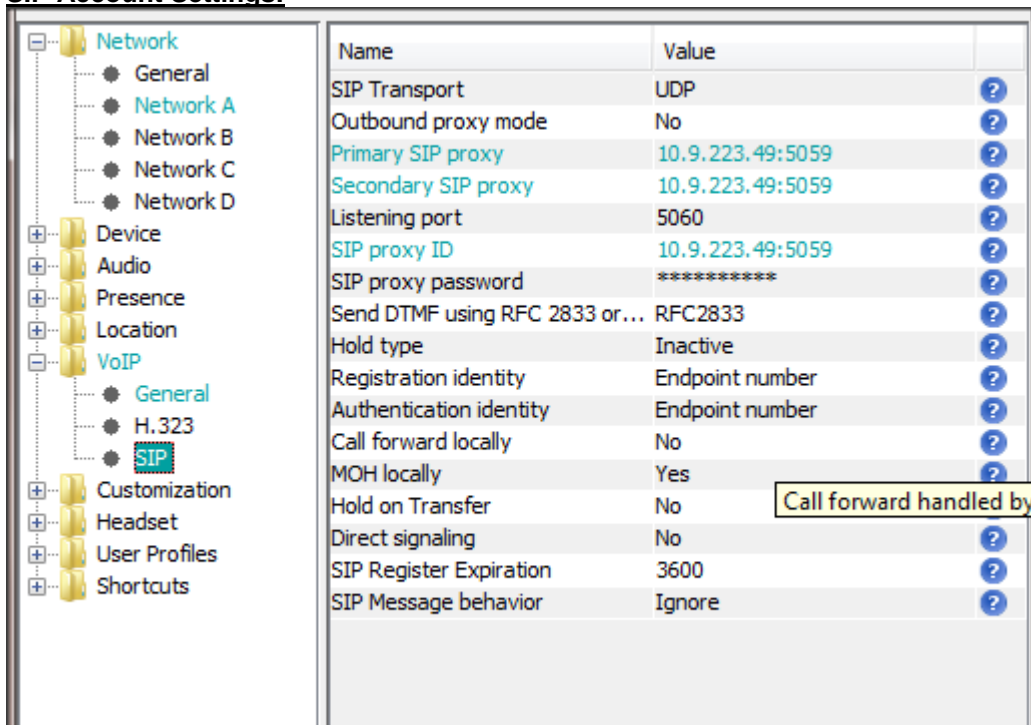 SIP Account Settings:
Network
General
Network A
Network B
Network C
Network D
Device
Audio
Presence
Location
VoIP
General
H.323
SIP
Customization
Headset
User Profiles
Shortcuts
Name Value
SIP Transport UDP
Outbound proxy mode No
Primary SIP proxy 10.9.223.49:5059
Secondary SIP proxy 10.9.223.49:5059
Listening port 5060
SIP proxy ID 10.9.223.49:5059
SIP proxy password **********
Send DTMF using RFC 2833 or... RFC2833
Hold type Inactive
Registration identity Endpoint number
Authentication identity Endpoint number
Call forward locally No
MOH locally Yes
Call forward handled by
Hold on Transfer No
Direct signaling No
SIP Register Expiration 3600
SIP Message behavior Ignore